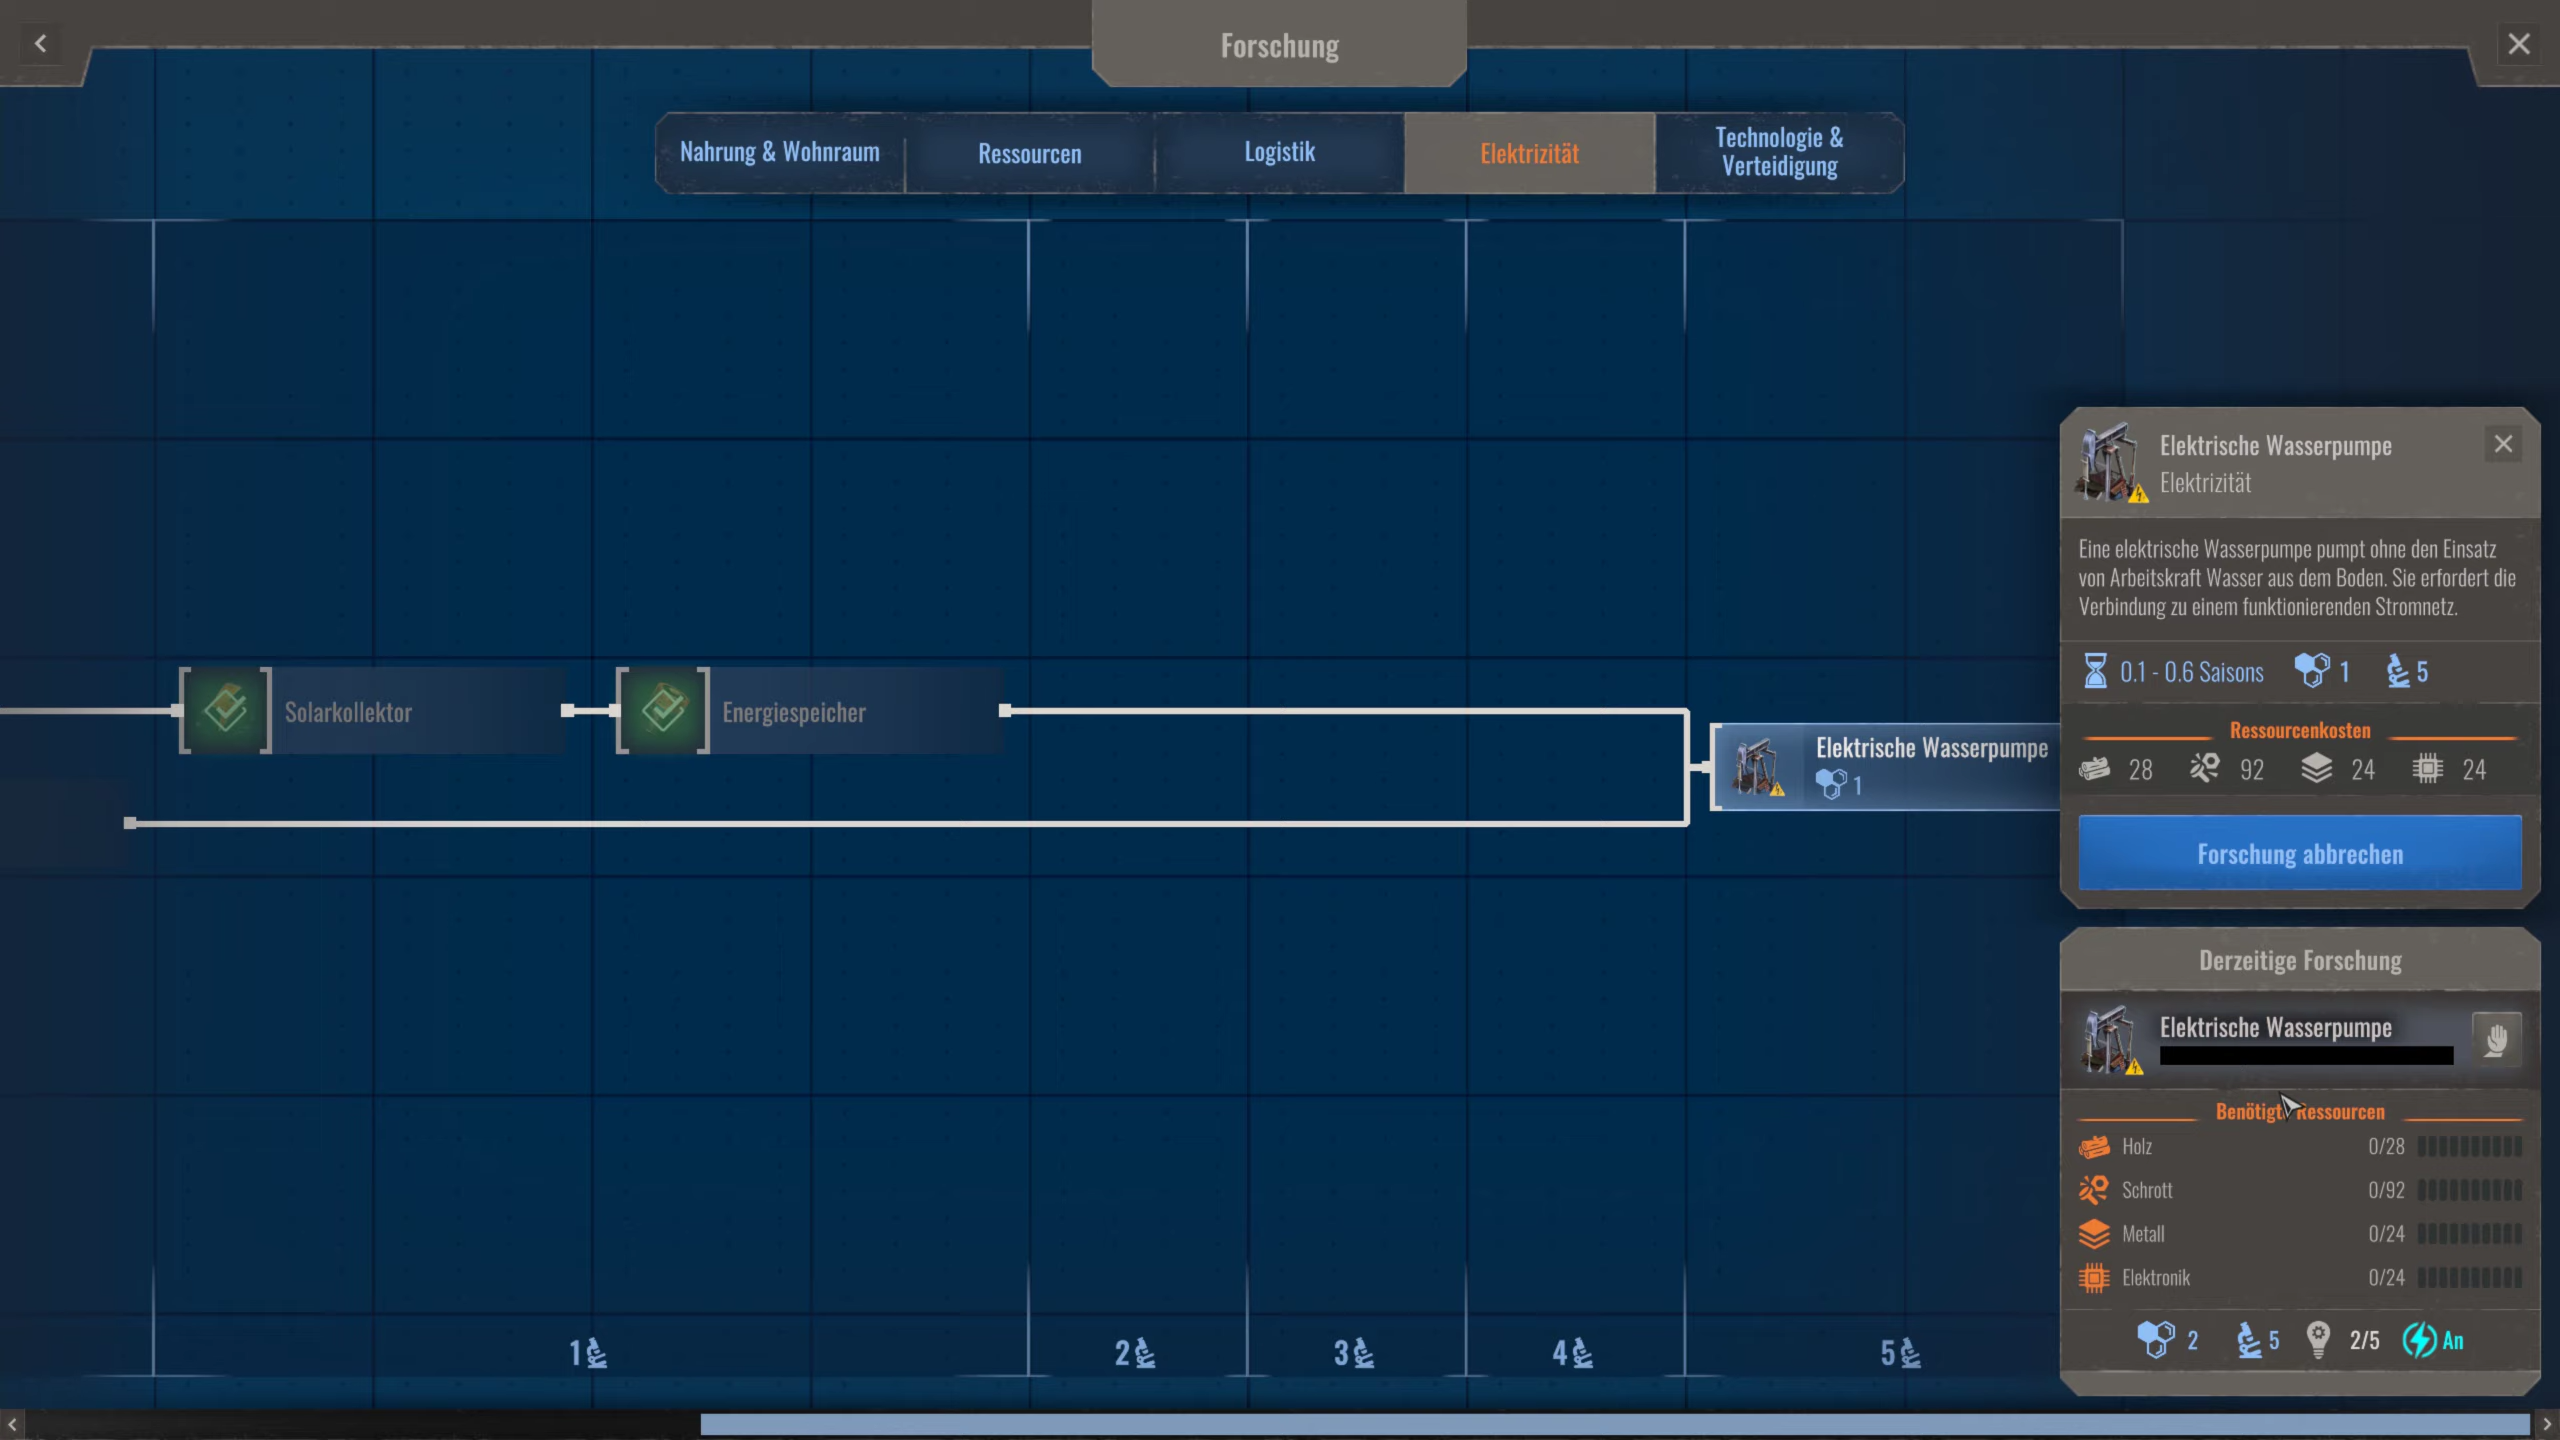 Forschung
Nahrung & Wohnraum
Ressourcen
Logistik
Elektrizität
Technologie &
Verteidigung
Elektrische Wasserpumpe
Elektrizität
Eine elektrische Wasserpumpe pumpt ohne den Einsatz
von Arbeitskraft Wasser aus dem Boden. Sie erfordert die
Verbindung zu einem funktionierenden Stromnetz.
0.1 - 0.6 Saisons 1 5
Ressourcenkosten
28 92 24 24
Forschung abbrechen
Solarkollektor
Energiespeicher
Elektrische Wasserpumpe
1
Derzeitige Forschung
Elektrische Wasserpumpe
Benötigte Ressourcen
Holz 0/28
Schrott 0/92
Metall 0/24
Elektronik 0/24
2 5 2/5 An
1 2 3 4 5